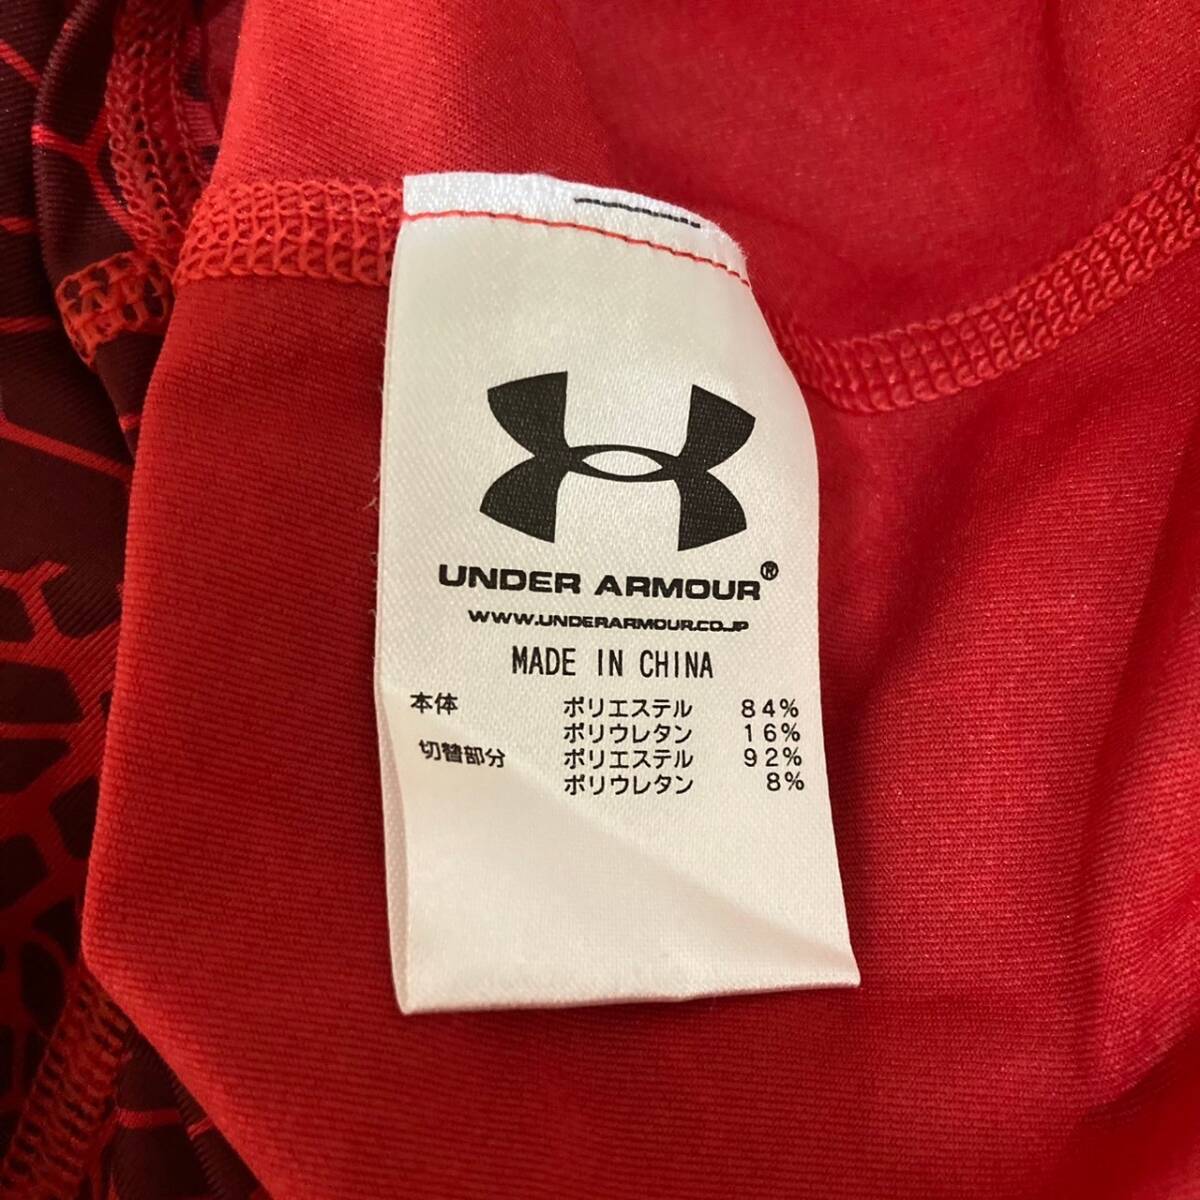 UNDER ARMOUR®
WWW.UNDERARMOUR.CO.JP
MADE IN CHINA
本体 ポリエステル 84%
ポリウレタン 16%
切替部分 ポリエステル 92%
ポリウレタン 8%